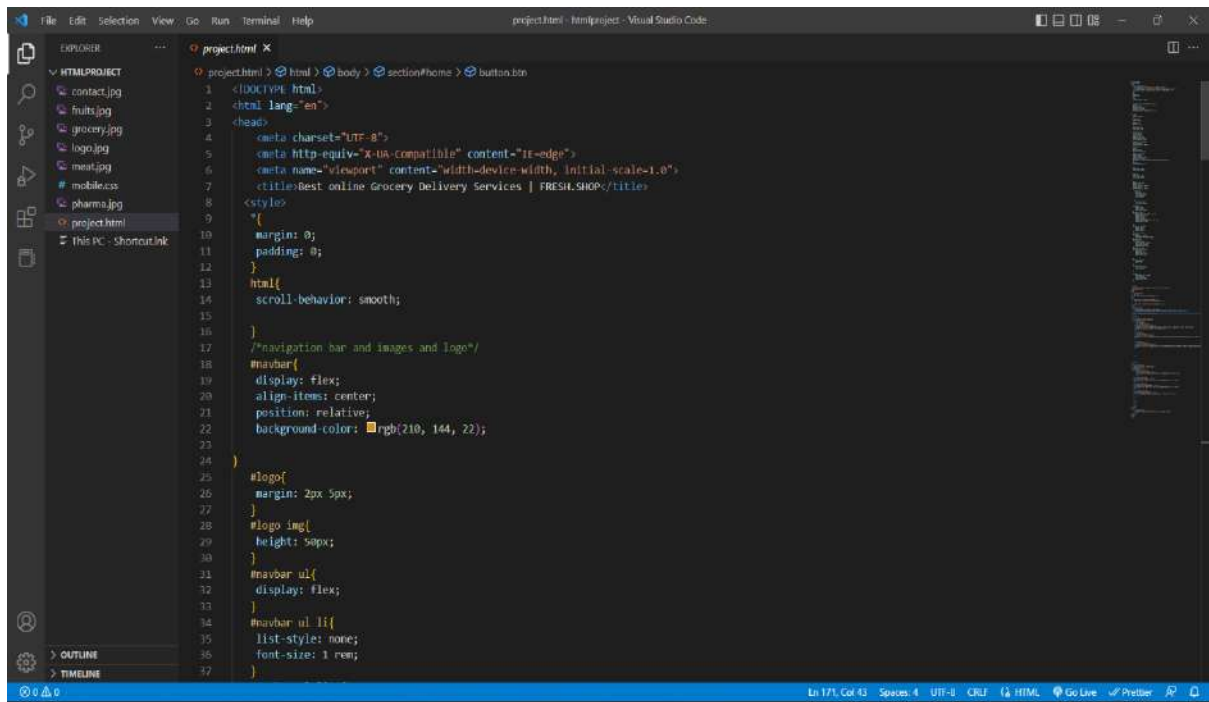 File Edit Selection View Go Run Terminal Help
project.html - htmlproject - Visual Studio Code
EXPLORER
HTMLPROJECT
contact.jpg
fruits.jpg
grocery.jpg
logo.jpg
meat.jpg
# mobile.css
pharma.jpg
project.html
This PC - Shortcut.lnk
OUTLINE
TIMELINE
project.html
project.html > html > body > section#home > button.btn
1 <!DOCTYPE html>
2 <html lang="en">
3 <head>
4 <meta charset="UTF-8">
5 <meta http-equiv="X-UA-Compatible" content="IE=edge">
6 <meta name="viewport" content="width=device-width, initial-scale=1.0">
7 <title>Best online Grocery Delivery Services | FRESH.SHOP</title>
8 <style>
9 *{
10 margin: 0;
11 padding: 0;
12 }
13 html{
14 scroll-behavior: smooth;
15
16 }
17 /*navigation bar and images and logo*/
18 #navbar{
19 display: flex;
20 align-items: center;
21 position: relative;
22 background-color: rgb(210, 144, 22);
23
24 }
25 #logo{
26 margin: 2px 5px;
27 }
28 #logo img{
29 height: 50px;
30 }
31 #navbar ul{
32 display: flex;
33 }
34 #navbar ul li{
35 list-style: none;
36 font-size: 1 rem;
37 }
0 0 Ln 171, Col 43 Spaces: 4 UTF-8 CRLF HTML Go Live Prettier